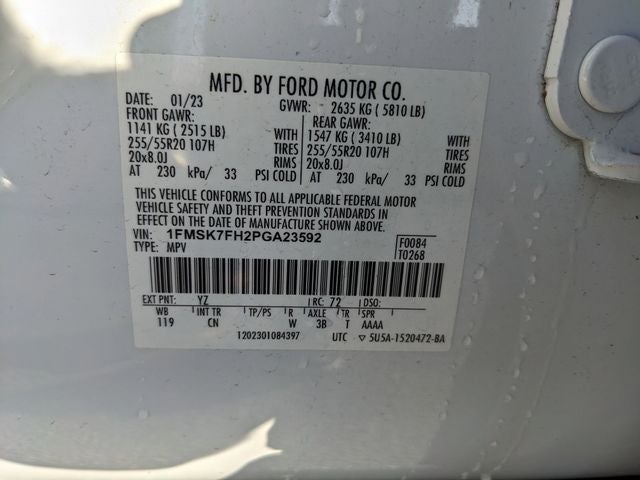 MFD. BY FORD MOTOR CO.
DATE: 01/23 GVWR: 2635 KG ( 5810 LB)
FRONT GAWR: REAR GAWR:
1141 KG ( 2515 LB) WITH 1547 KG ( 3410 LB) WITH
255/55R20 107H TIRES 255/55R20 107H TIRES
20x8.0J RIMS 20x8.0J RIMS
AT 230 kPa/ 33 PSI COLD AT 230 kPa/ 33 PSI COLD
THIS VEHICLE CONFORMS TO ALL APPLICABLE FEDERAL MOTOR
VEHICLE SAFETY AND THEFT PREVENTION STANDARDS IN
EFFECT ON THE DATE OF MANUFACTURE SHOWN ABOVE.
VIN: 1FMSK7FH2PGA23592 F0084
TYPE: MPV T0268
EXT PNT: YZ RC: 72 DSO:
WB INT TR TP/PS R AXLE TR SPR
119 CN W 3B T AAAA
1202301084397 UTC ▽ 5U5A-1520472-BA